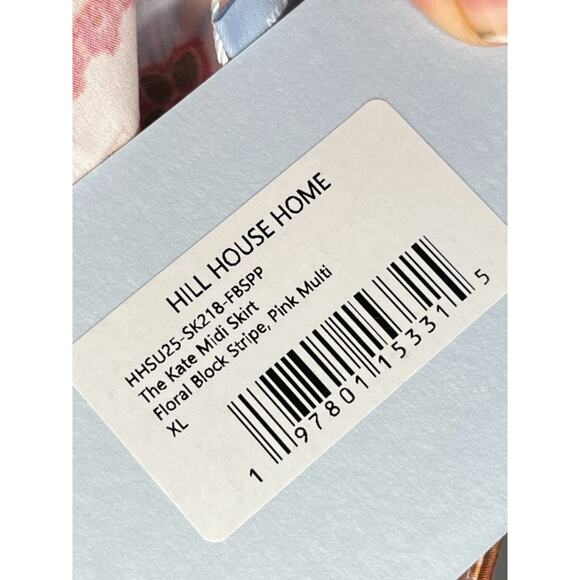 HILL HOUSE HOME
HHSU25-SK218-FBSPP
The Kate Midi Skirt
Floral Block Stripe, Pink Multi
XL
1 97801 15331 5